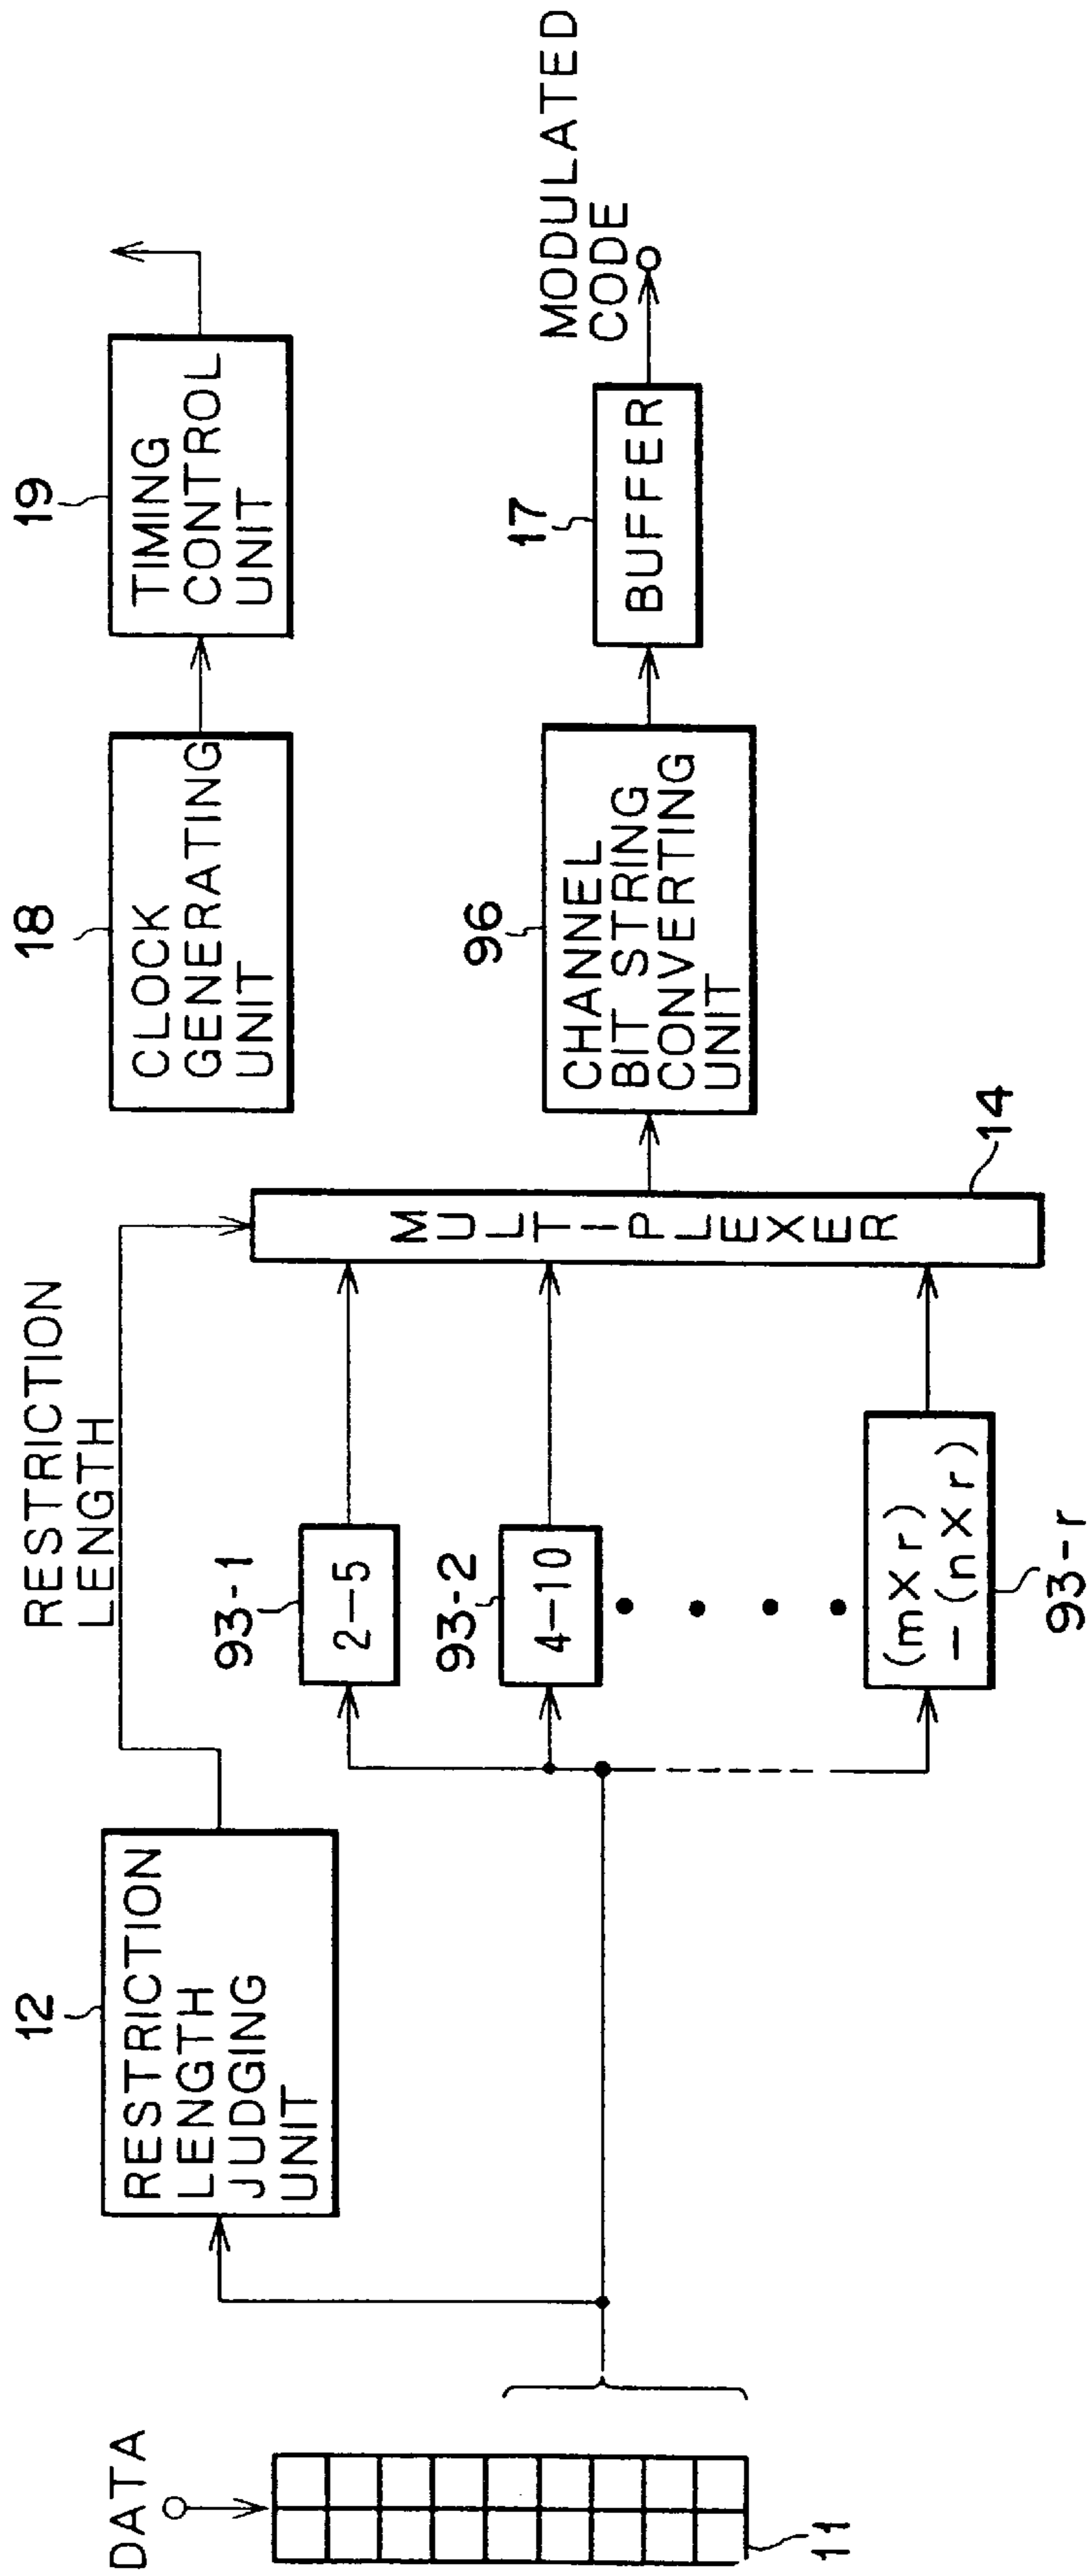 DATA
11
12
RESTRICTION
LENGTH
JUDGING
UNIT
RESTRICTION
LENGTH
93-1
2-5
93-2
4-10
(m×r)
-(n×r)
93-r
MULTIPLEXER
14
18
CLOCK
GENERATING
UNIT
19
TIMING
CONTROL
UNIT
96
CHANNEL
BIT STRING
CONVERTING
UNIT
17
BUFFER
MODULATED
CODE